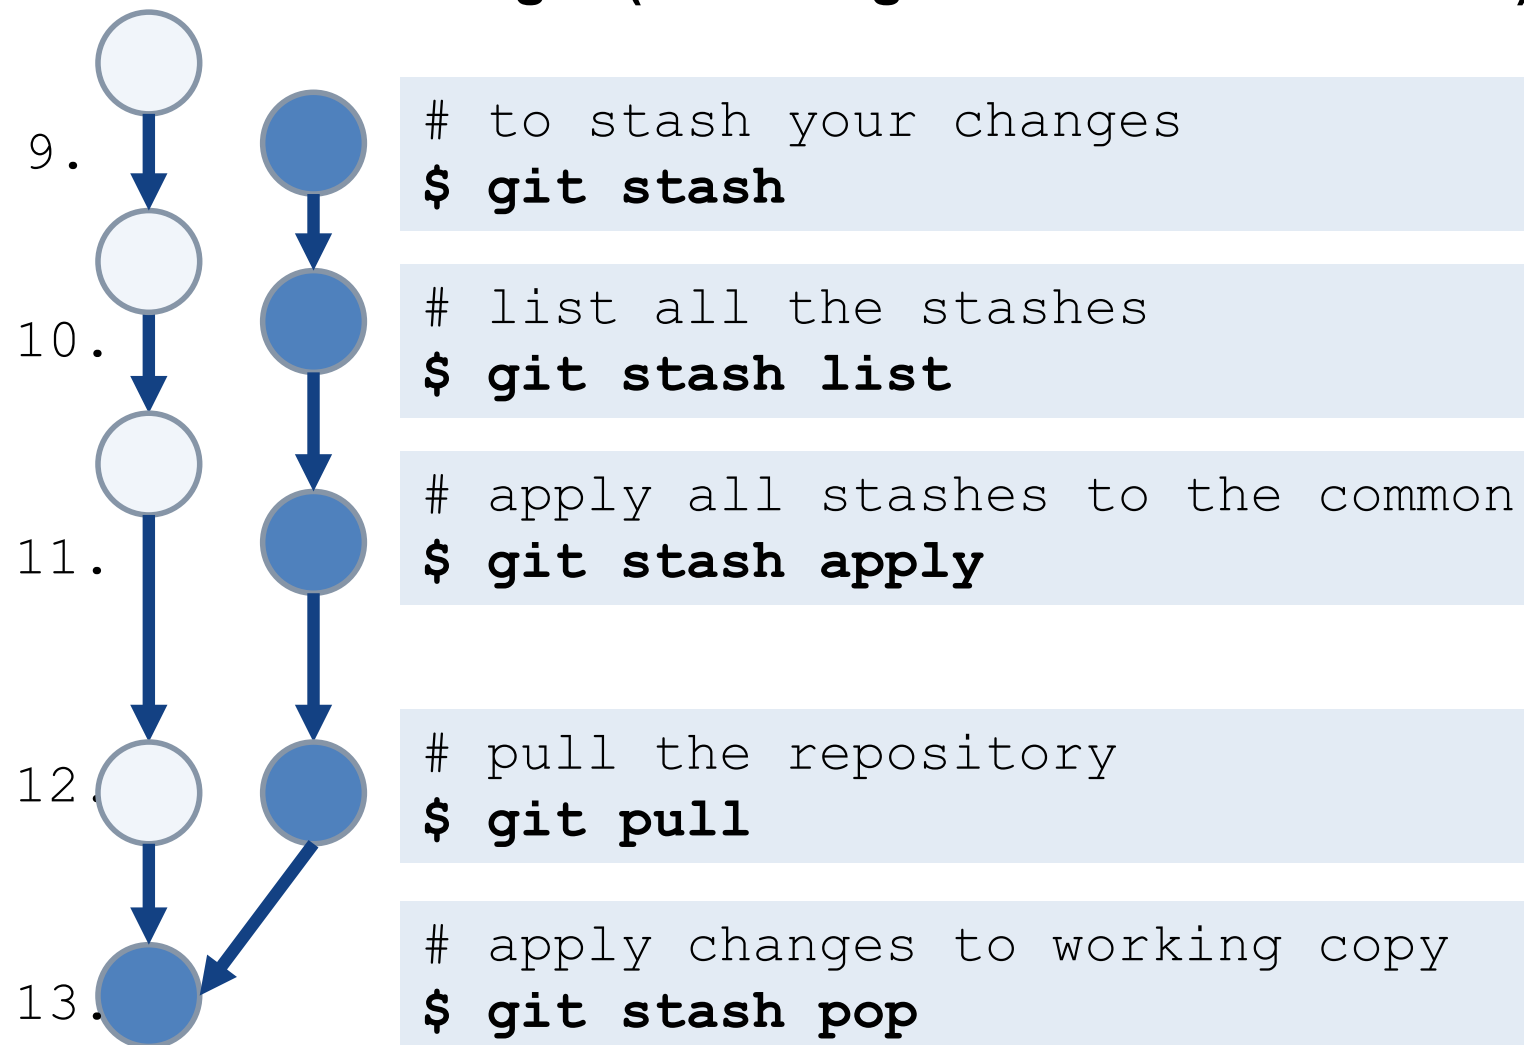 9.
# to stash your changes
$ git stash
10.
# list all the stashes
$ git stash list
11.
# apply all stashes to the common
$ git stash apply
12.
# pull the repository
$ git pull
13.
# apply changes to working copy
$ git stash pop